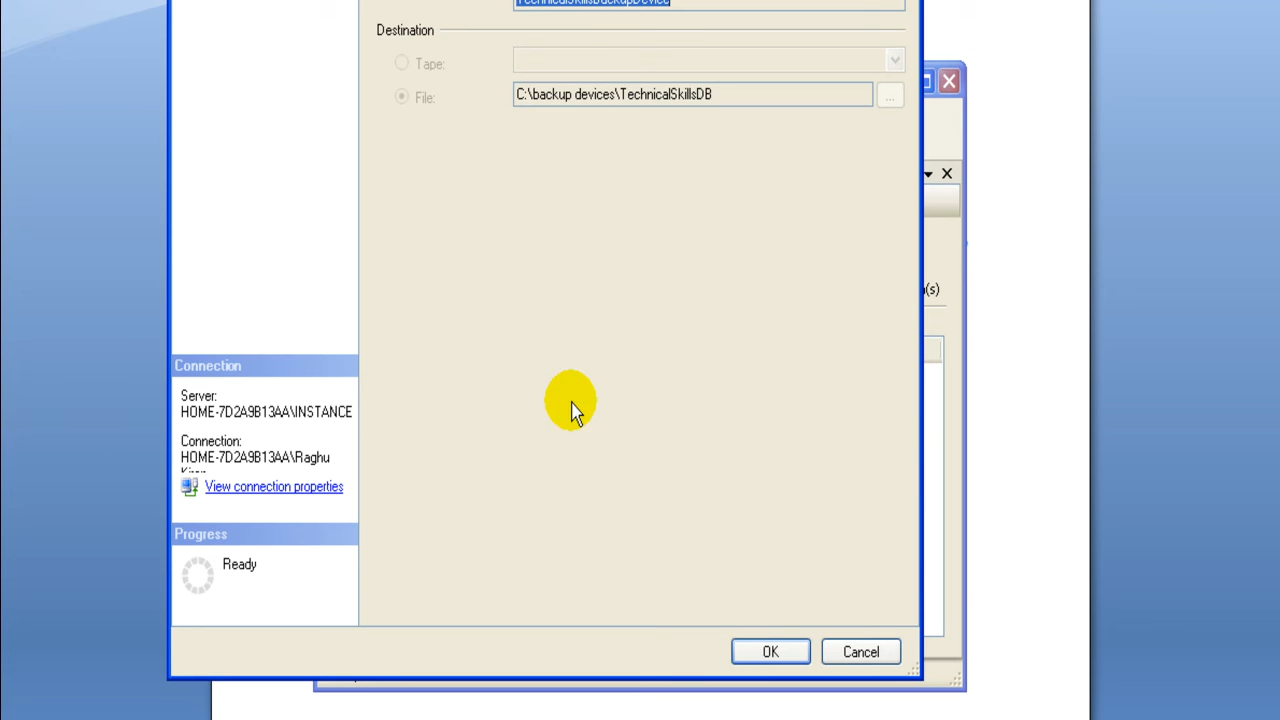 TechnicalSkillsBackupDevice
Destination
Tape:
File:
C:\backup devices\TechnicalSkillsDB
...
(s)
Connection
Server:
HOME-7D2A9B13AA\INSTANCE
Connection:
HOME-7D2A9B13AA\Raghu
View connection properties
Progress
Ready
OK
Cancel